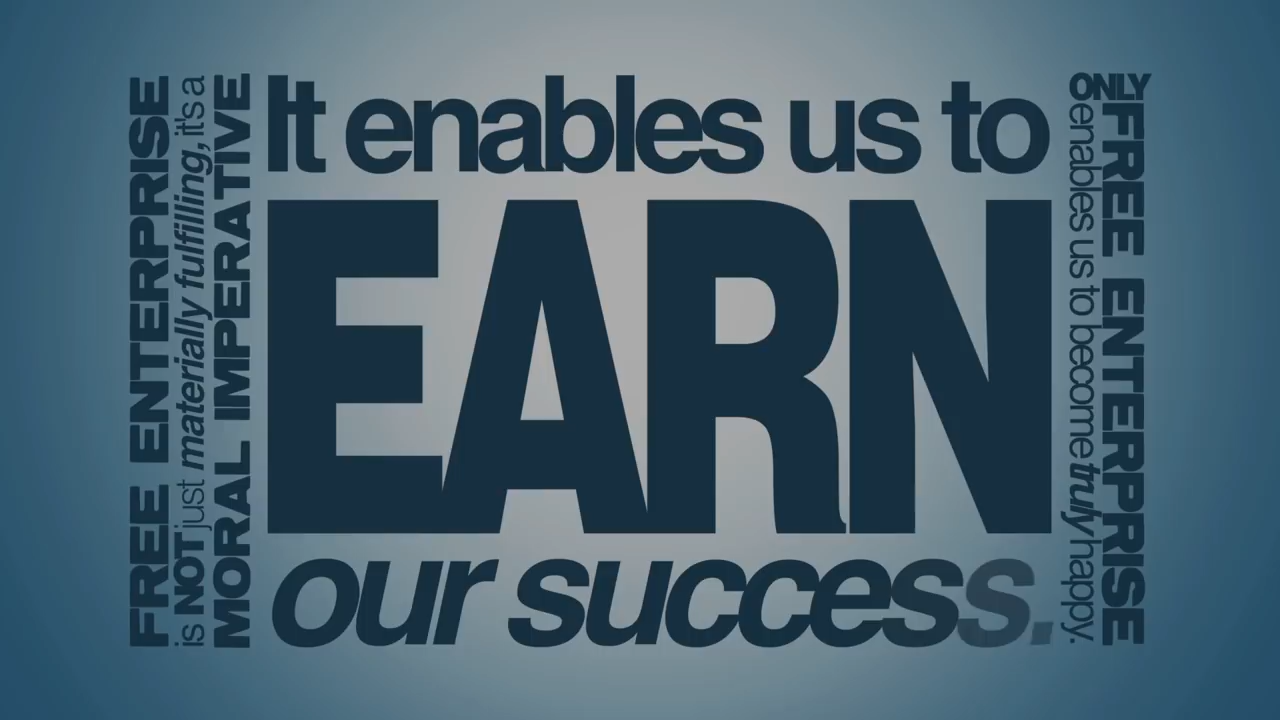 FREE ENTERPRISE
is NOT just materially fulfilling, it's a
MORAL IMPERATIVE
It enables us to
EARN
our success.
ONLY
FREE ENTERPRISE
enables us to become truly happy.